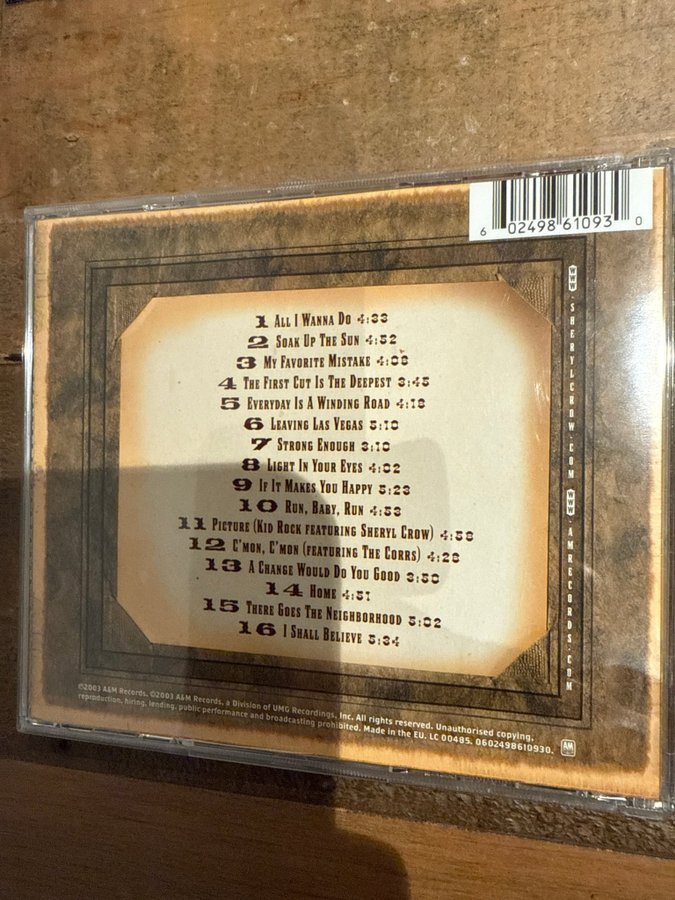 6 02498 61093 0
1 ALL I WANNA DO 4:33
2 SOAK UP THE SUN 4:52
3 MY FAVORITE MISTAKE 4:08
4 THE FIRST CUT IS THE DEEPEST 3:45
5 EVERYDAY IS A WINDING ROAD 4:18
6 LEAVING LAS VEGAS 5:10
7 STRONG ENOUGH 3:10
8 LIGHT IN YOUR EYES 4:02
9 IF IT MAKES YOU HAPPY 5:23
10 RUN, BABY, RUN 4:53
11 PICTURE (KID ROCK FEATURING SHERYL CROW) 4:58
12 C'MON, C'MON (FEATURING THE CORRS) 4:28
13 A CHANGE WOULD DO YOU GOOD 3:50
14 HOME 4:51
15 THERE GOES THE NEIGHBORHOOD 5:02
16 I SHALL BELIEVE 5:34
WWW.SHERYLCROW.COM WWW.AMRECORDS.COM
℗2003 A&M Records. ©2003 A&M Records, a Division of UMG Recordings, Inc. All rights reserved. Unauthorised copying,
reproduction, hiring, lending, public performance and broadcasting prohibited. Made in the EU. LC 00485. 0602498610930.
AM